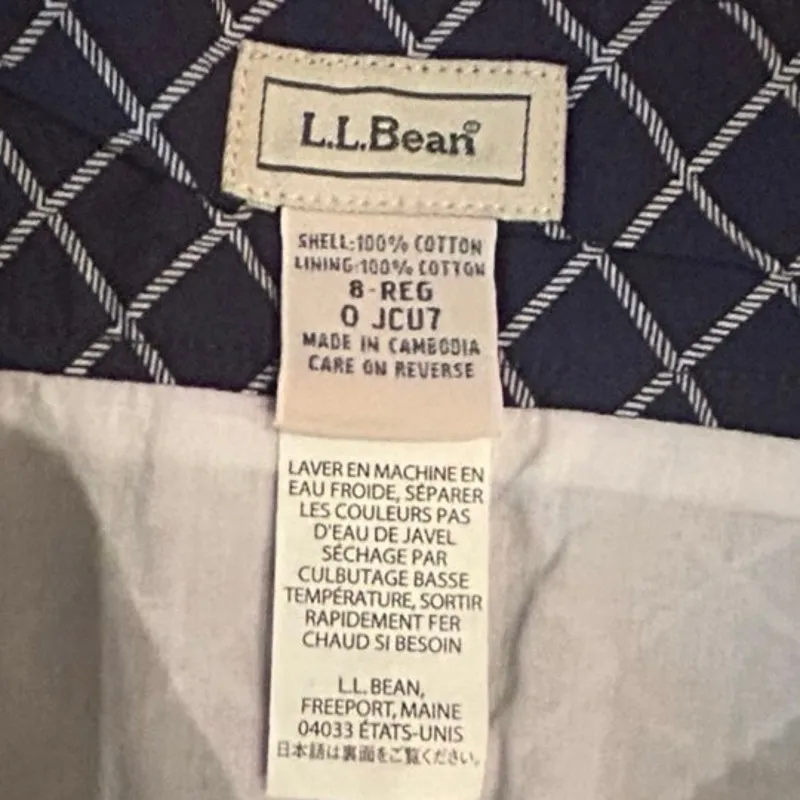 L.L.Bean®
SHELL:100% COTTON
LINING:100% COTTON
8-REG
0 JCU7
MADE IN CAMBODIA
CARE ON REVERSE
LAVER EN MACHINE EN
EAU FROIDE, SÉPARER
LES COULEURS PAS
D'EAU DE JAVEL
SÉCHAGE PAR
CULBUTAGE BASSE
TEMPÉRATURE, SORTIR
RAPIDEMENT FER
CHAUD SI BESOIN
L.L. BEAN,
FREEPORT, MAINE
04033 ÉTATS-UNIS
日本語は裏面をご覧ください。